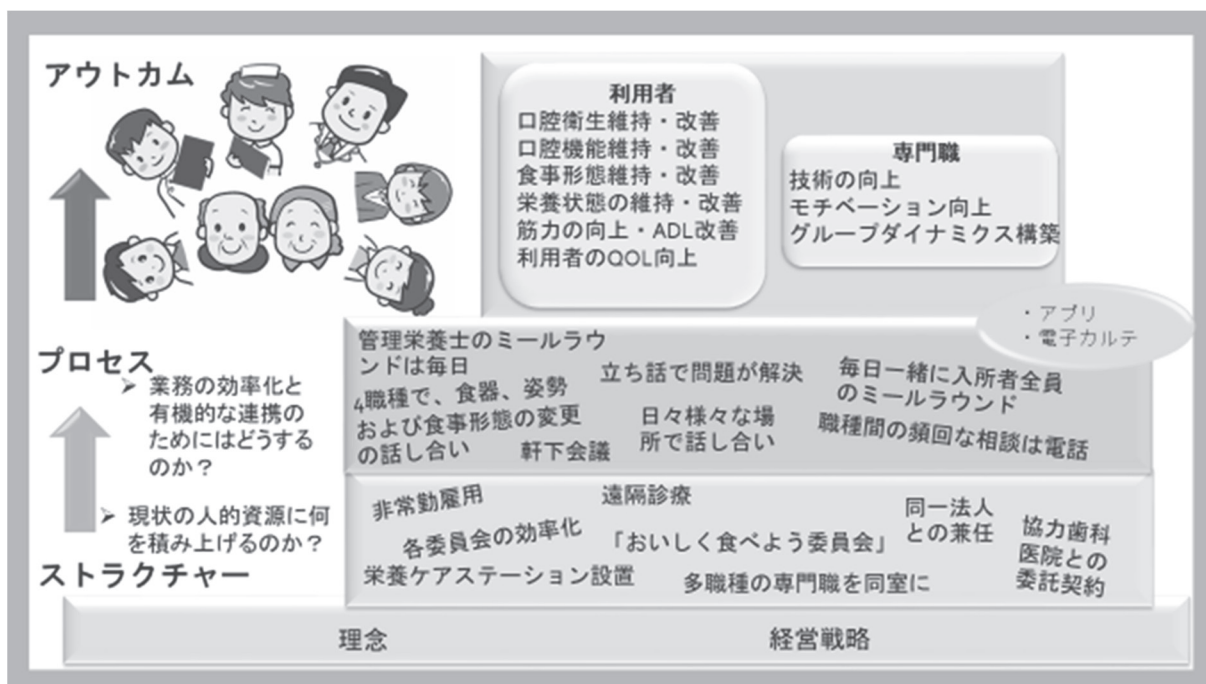 アウトカム
利用者
口腔衛生維持・改善
口腔機能維持・改善
食事形態維持・改善
栄養状態の維持・改善
筋力の向上・ADL改善
利用者のQOL向上
専門職
技術の向上
モチベーション向上
グループダイナミクス構築
・アプリ
・電子カルテ
プロセス
➢ 業務の効率化と
有機的な連携の
ためにはどうする
のか？
管理栄養士のミールラウ
ンドは毎日
4職種で、食器、姿勢
および食事形態の変更
の話し合い
軒下会議
立ち話で問題が解決
日々様々な場
所で話し合い
毎日一緒に入所者全員
のミールラウンド
職種間の頻回な相談は電話
➢ 現状の人的資源に何
を積み上げるのか？
ストラクチャー
非常勤雇用
遠隔診療
同一法人
との兼任
協力歯科
医院との
委託契約
各委員会の効率化
「おいしく食べよう委員会」
栄養ケアステーション設置
多職種の専門職を同室に
理念
経営戦略